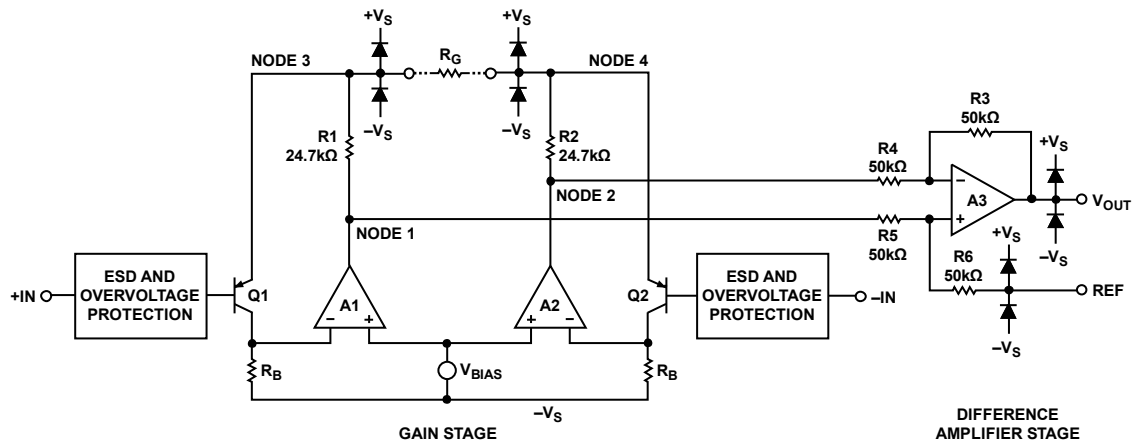 +VS
+VS
NODE 3
RG
NODE 4
–VS
–VS
R1
24.7kΩ
R2
24.7kΩ
R3
50kΩ
R4
50kΩ
+VS
–
A3
+
VOUT
NODE 2
NODE 1
R5
50kΩ
+VS
–VS
R6
50kΩ
REF
–VS
+IN
ESD AND
OVERVOLTAGE
PROTECTION
Q1
A1
– +
A2
+ –
Q2
ESD AND
OVERVOLTAGE
PROTECTION
–IN
RB
VBIAS
RB
–VS
GAIN STAGE
DIFFERENCE
AMPLIFIER STAGE